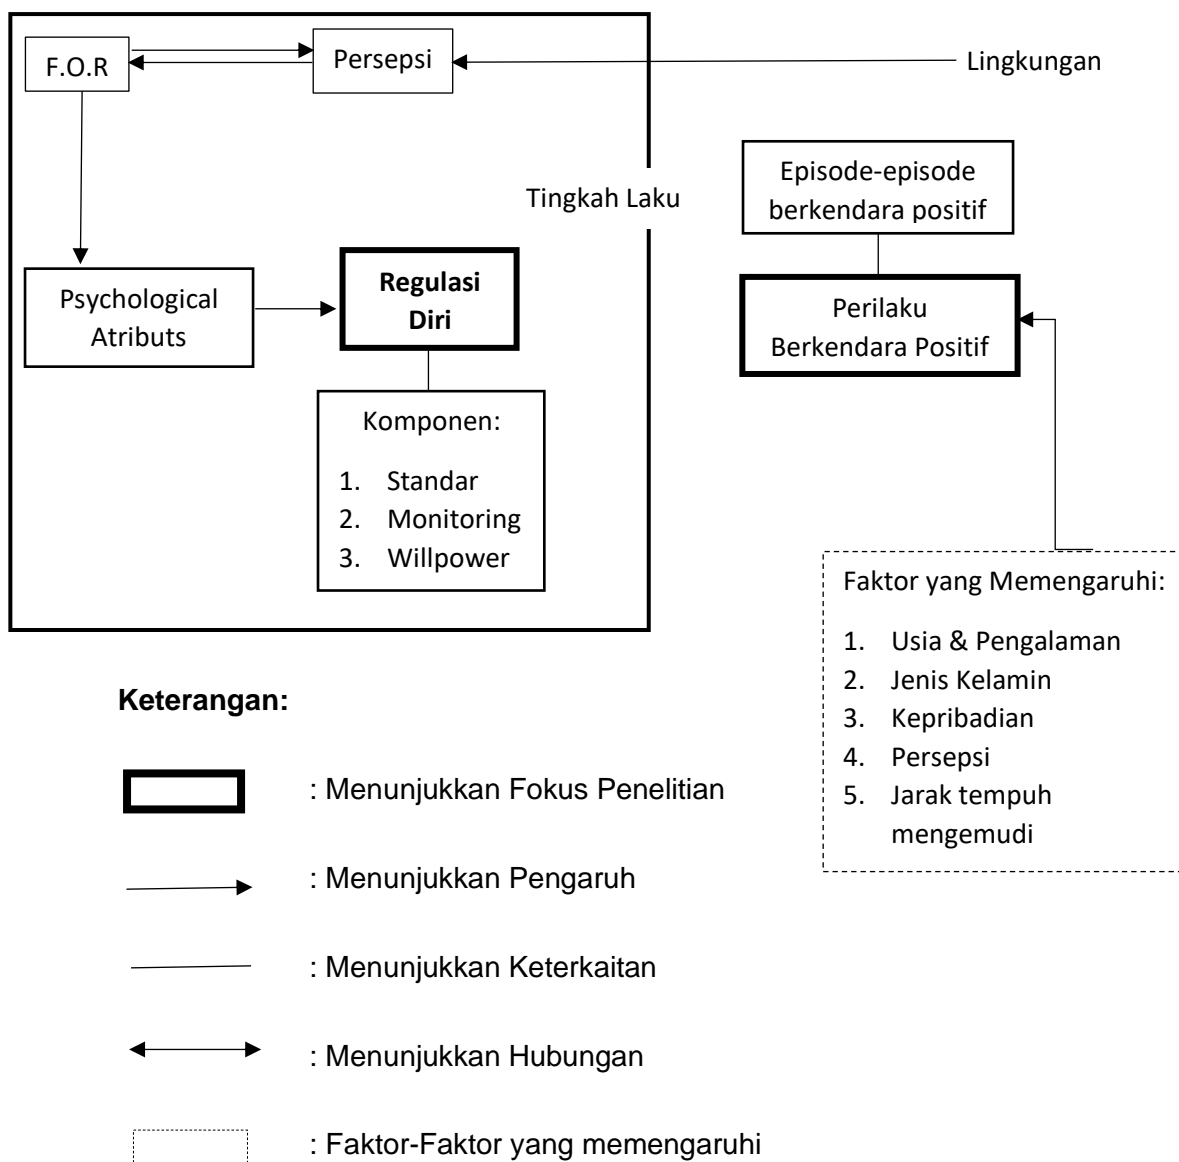 F.O.R
Persepsi
Lingkungan
Tingkah Laku
Episode-episode
berkendara positif
Psychological
Atributs
Regulasi
Diri
Perilaku
Berkendara Positif
Komponen:
1. Standar
2. Monitoring
3. Willpower
Faktor yang Memengaruhi:
1. Usia & Pengalaman
2. Jenis Kelamin
3. Kepribadian
4. Persepsi
5. Jarak tempuh
mengemudi
Keterangan:
: Menunjukkan Fokus Penelitian
: Menunjukkan Pengaruh
: Menunjukkan Keterkaitan
: Menunjukkan Hubungan
: Faktor-Faktor yang memengaruhi